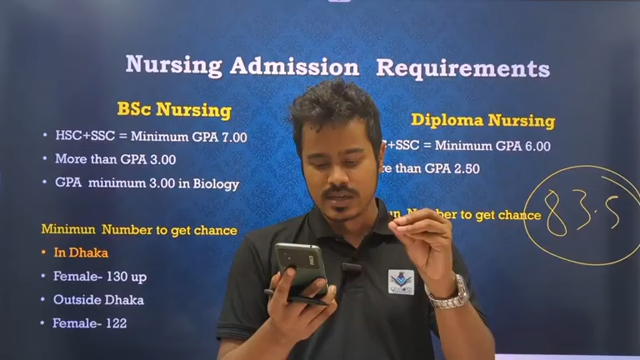 Nursing Admission Requirements
BSc Nursing
HSC+SSC = Minimum GPA 7.00
More than GPA 3.00
GPA minimum 3.00 in Biology
Minimun Number to get chance
In Dhaka
Female- 130 up
Outside Dhaka
Female- 122
Diploma Nursing
+SSC = Minimum GPA 6.00
than GPA 2.50
Number to get chance
83.5